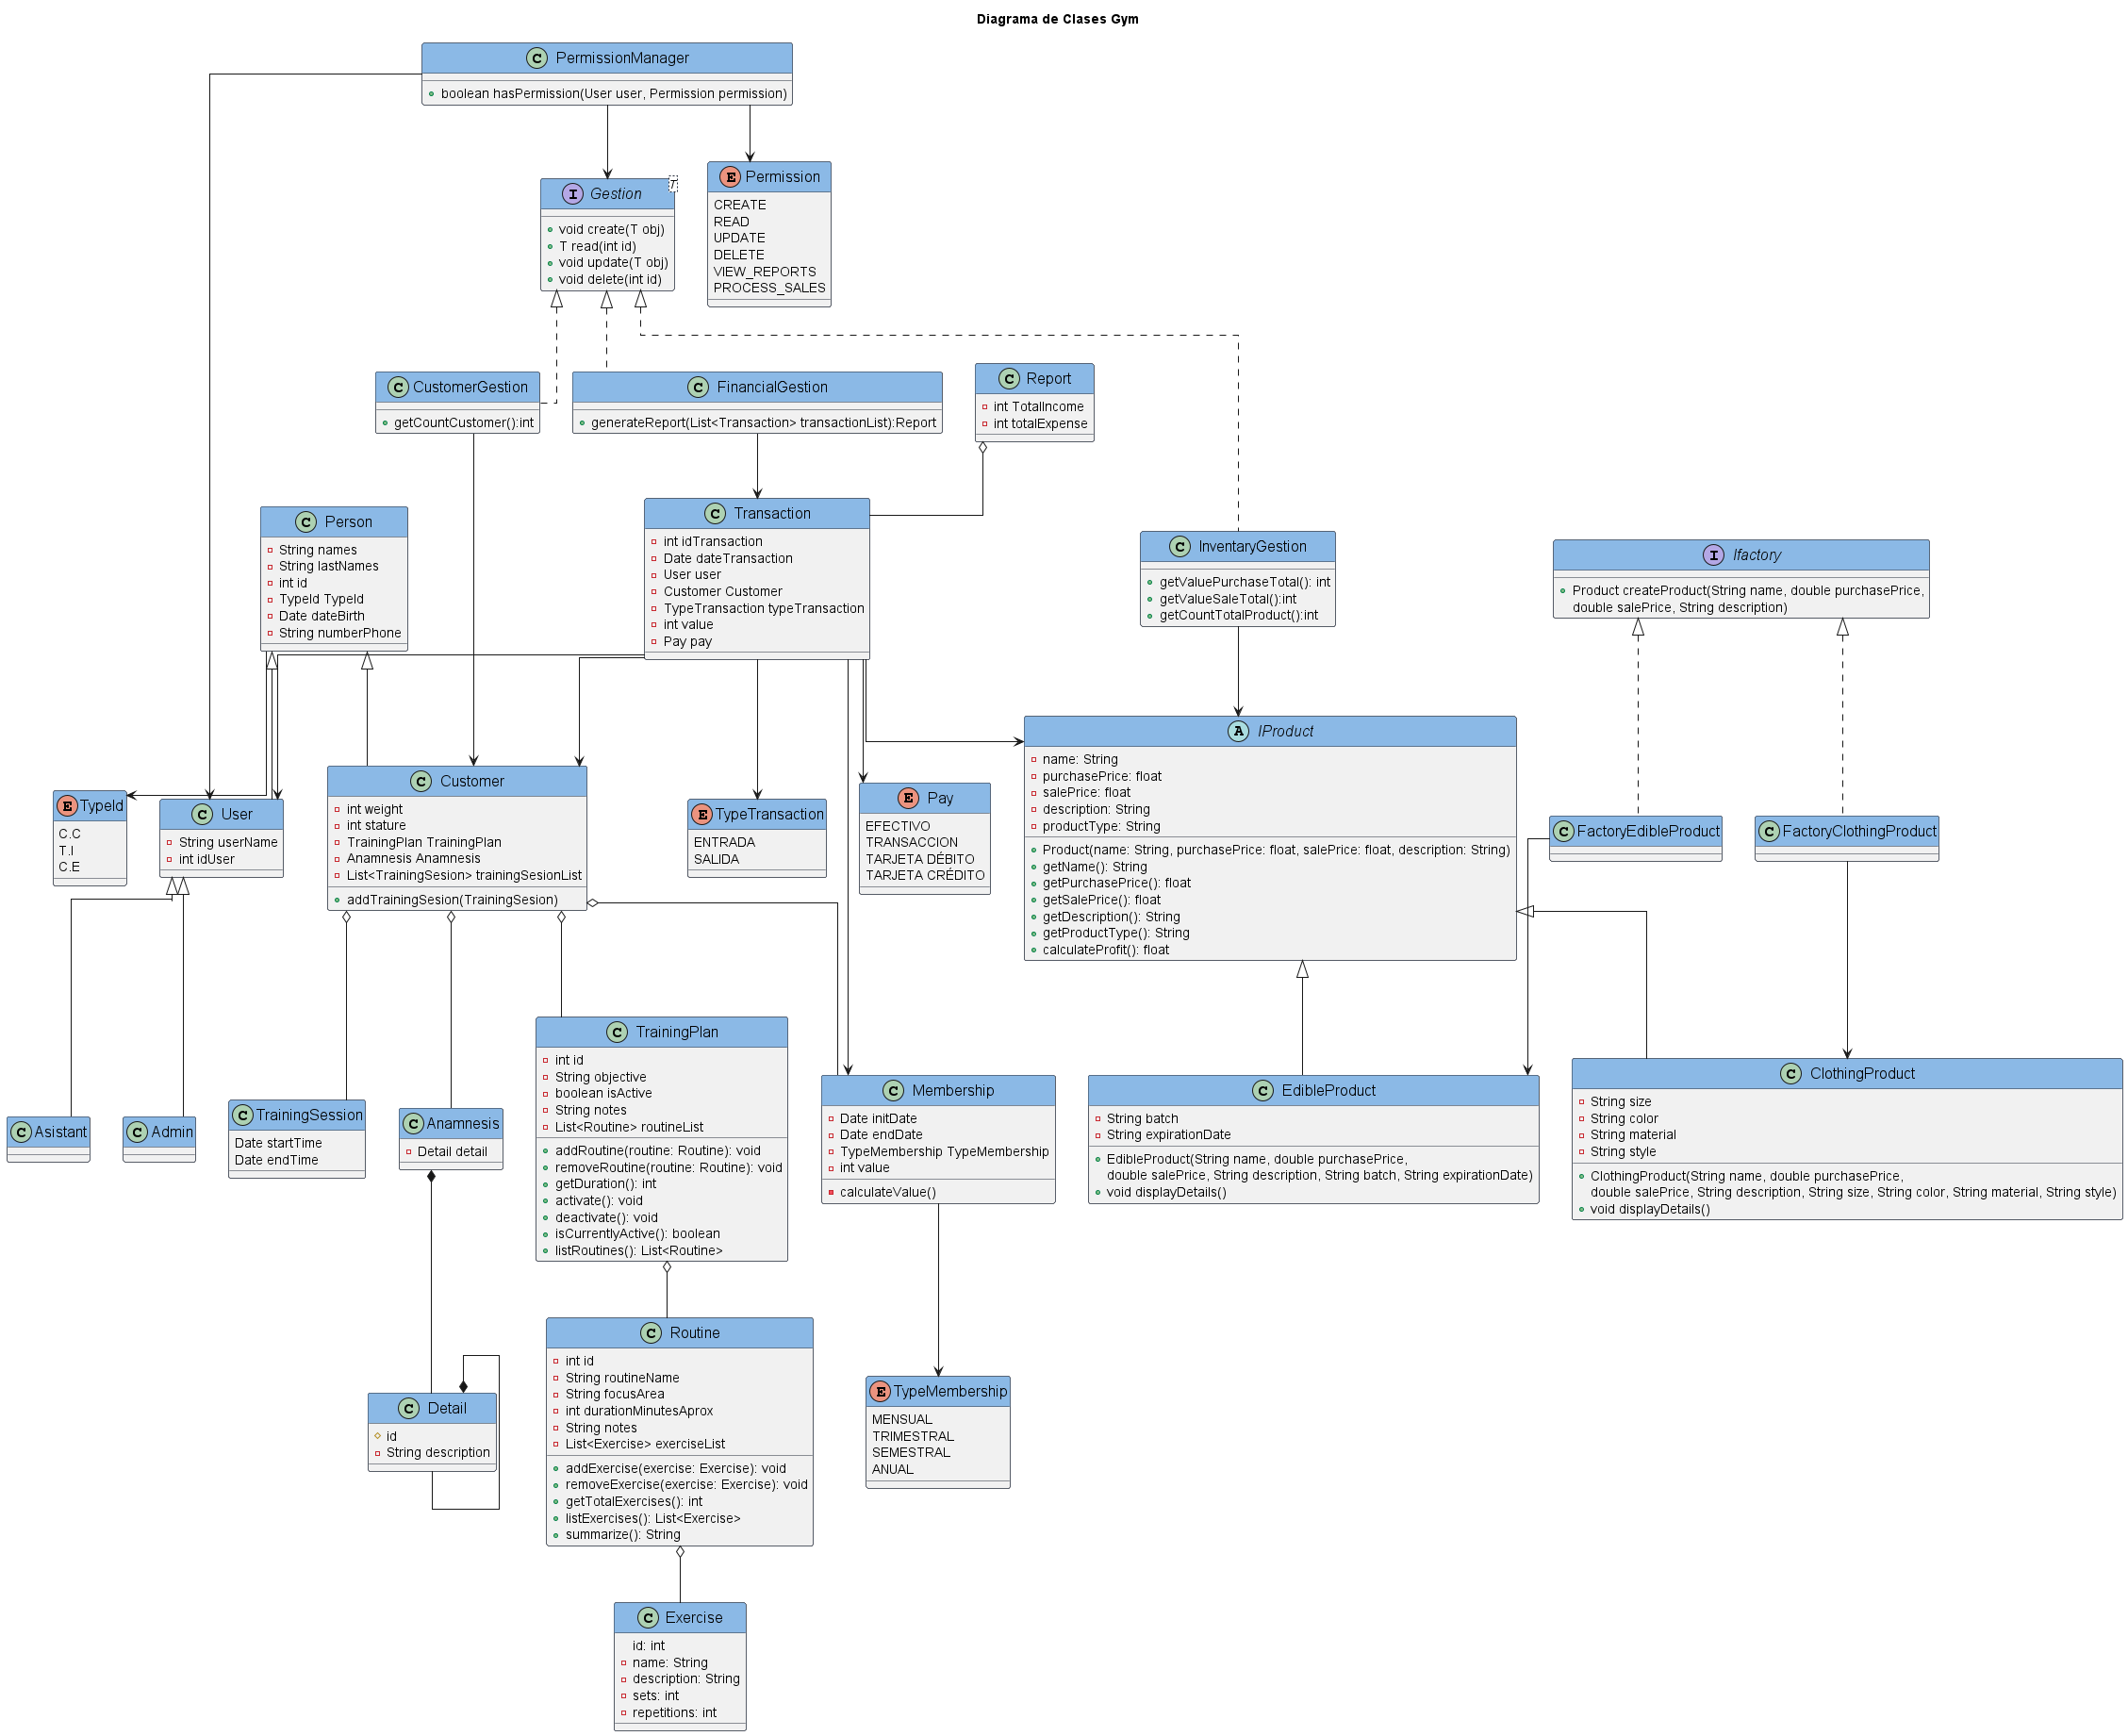 Diagrama de Clases Gym
C PermissionManager
boolean hasPermission(User user, Permission permission)
I Gestion
T
void create(T obj)
T read(int id)
void update(T obj)
void delete(int id)
E Permission
CREATE
READ
UPDATE
DELETE
VIEW_REPORTS
PROCESS_SALES
C CustomerGestion
getCountCustomer():int
C FinancialGestion
generateReport(List<Transaction> transactionList):Report
C Report
int TotalIncome
int totalExpense
C Person
String names
String lastNames
int id
TypeId TypeId
Date dateBirth
String numberPhone
C Transaction
int idTransaction
Date dateTransaction
User user
Customer Customer
TypeTransaction typeTransaction
int value
Pay pay
C InventaryGestion
getValuePurchaseTotal(): int
getValueSaleTotal():int
getCountTotalProduct():int
I Ifactory
Product createProduct(String name, double purchasePrice,
double salePrice, String description)
E TypeId
C.C
T.I
C.E
C User
String userName
int idUser
C Customer
int weight
int stature
TrainingPlan TrainingPlan
Anamnesis Anamnesis
List<TrainingSesion> trainingSesionList
addTrainingSesion(TrainingSesion)
E TypeTransaction
ENTRADA
SALIDA
E Pay
EFECTIVO
TRANSACCION
TARJETA DÉBITO
TARJETA CRÉDITO
A IProduct
name: String
purchasePrice: float
salePrice: float
description: String
productType: String
Product(name: String, purchasePrice: float, salePrice: float, description: String)
getName(): String
getPurchasePrice(): float
getSalePrice(): float
getDescription(): String
getProductType(): String
calculateProfit(): float
C FactoryEdibleProduct
C FactoryClothingProduct
C Asistant
C Admin
C TrainingSession
Date startTime
Date endTime
C Anamnesis
Detail detail
C TrainingPlan
int id
String objective
boolean isActive
String notes
List<Routine> routineList
addRoutine(routine: Routine): void
removeRoutine(routine: Routine): void
getDuration(): int
activate(): void
deactivate(): void
isCurrentlyActive(): boolean
listRoutines(): List<Routine>
C Membership
Date initDate
Date endDate
TypeMembership TypeMembership
int value
calculateValue()
C EdibleProduct
String batch
String expirationDate
EdibleProduct(String name, double purchasePrice,
double salePrice, String description, String batch, String expirationDate)
void displayDetails()
C ClothingProduct
String size
String color
String material
String style
ClothingProduct(String name, double purchasePrice,
double salePrice, String description, String size, String color, String material, String style)
void displayDetails()
C Detail
id
String description
C Routine
int id
String routineName
String focusArea
int durationMinutesAprox
String notes
List<Exercise> exerciseList
addExercise(exercise: Exercise): void
removeExercise(exercise: Exercise): void
getTotalExercises(): int
listExercises(): List<Exercise>
summarize(): String
E TypeMembership
MENSUAL
TRIMESTRAL
SEMESTRAL
ANUAL
C Exercise
id: int
name: String
description: String
sets: int
repetitions: int